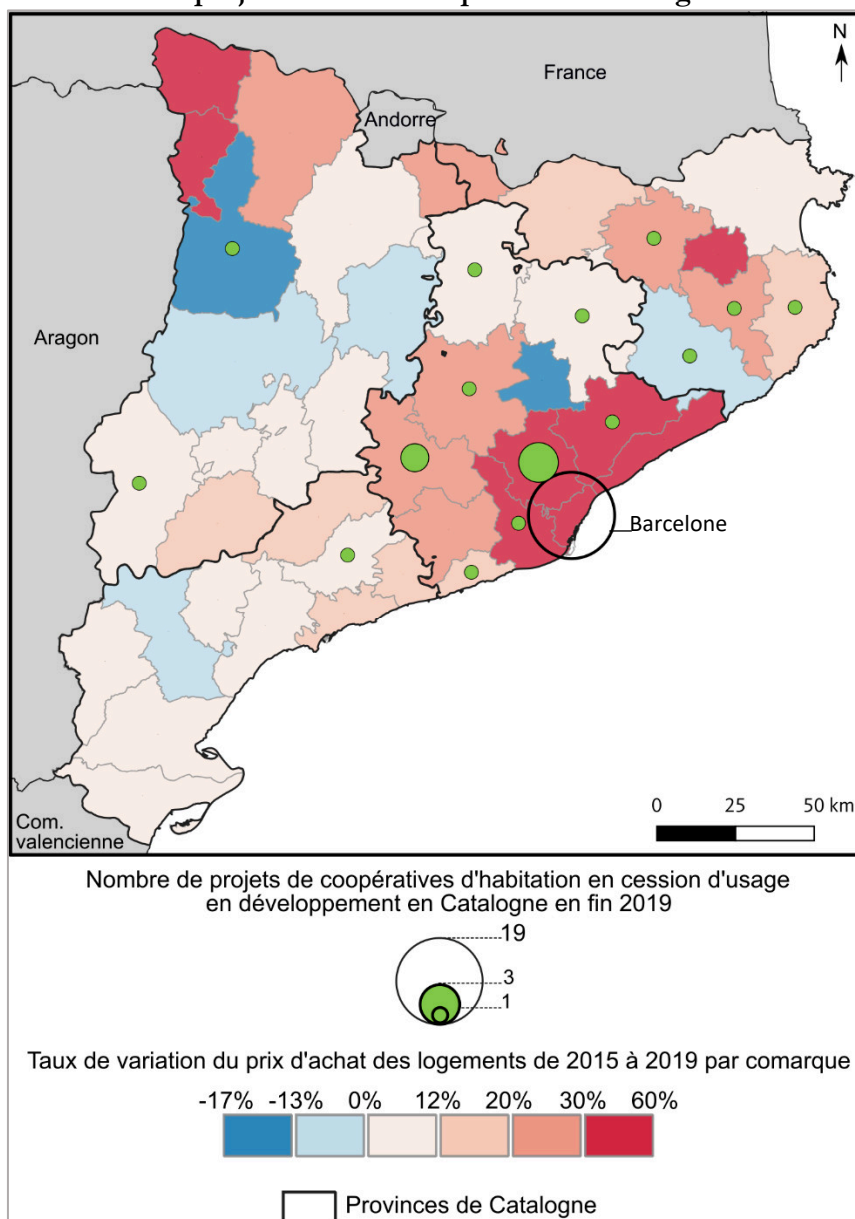 N
France
Andorre
Aragon
Barcelone
0 25 50 km
Com.
valencienne
Nombre de projets de coopératives d'habitation en cession d'usage
en développement en Catalogne en fin 2019
19
3
1
Taux de variation du prix d'achat des logements de 2015 à 2019 par comarque
-17% -13% 0% 12% 20% 30% 60%
Provinces de Catalogne